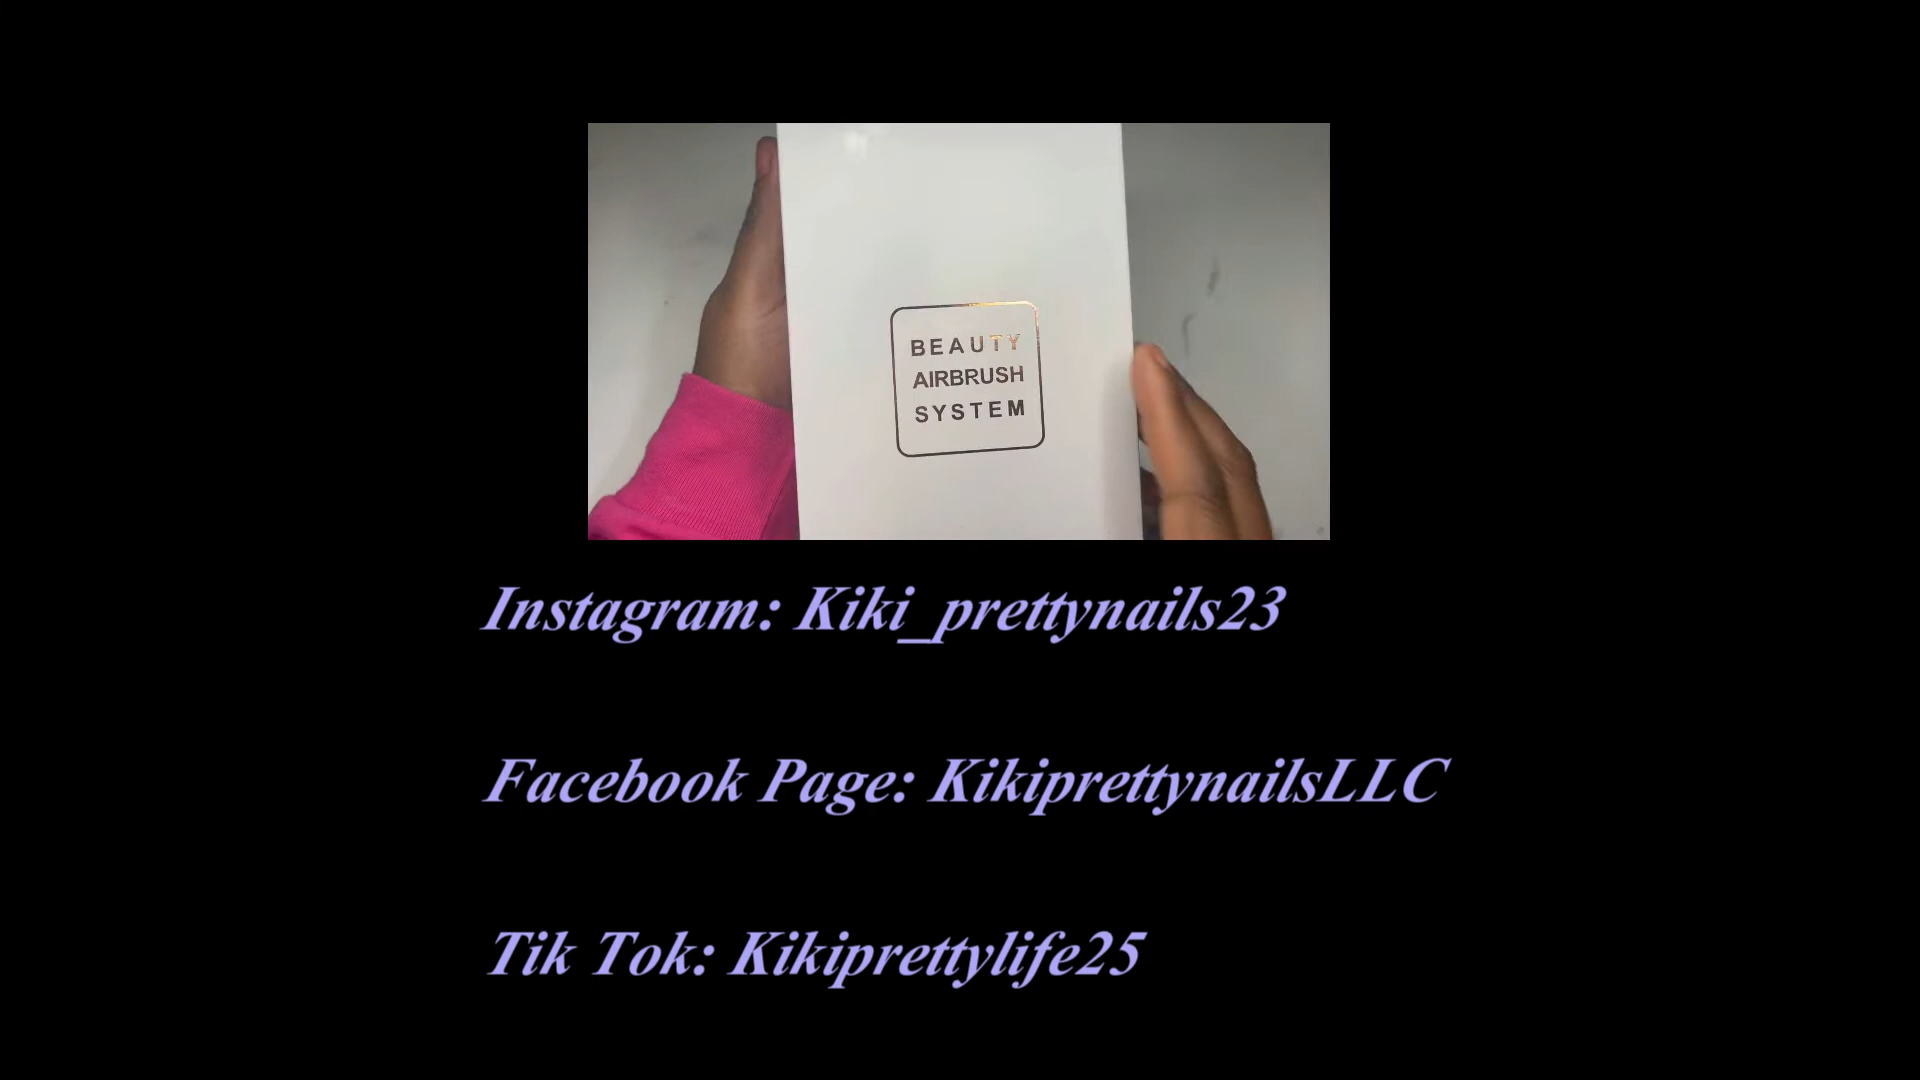 BEAUTY
AIRBRUSH
SYSTEM
Instagram: Kiki_prettynails23
Facebook Page: KikiprettynailsLLC
Tik Tok: Kikiprettylife25